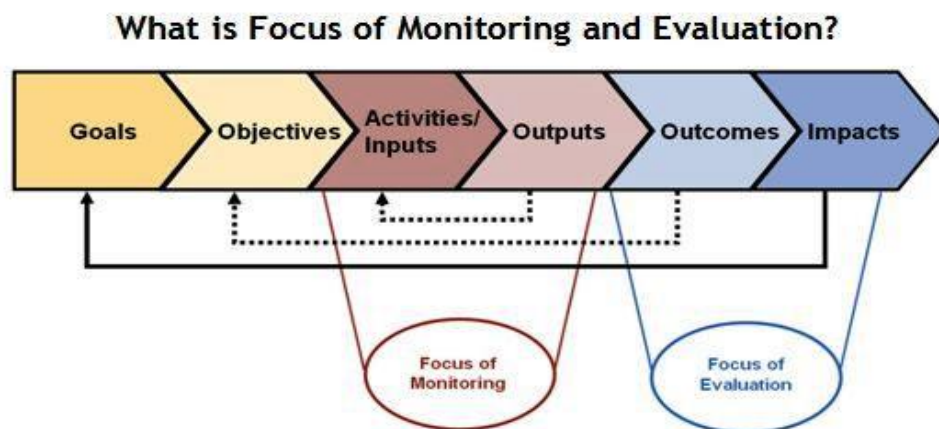 What is Focus of Monitoring and Evaluation?
Goals
Objectives
Activities/
Inputs
Outputs
Outcomes
Impacts
Focus of
Monitoring
Focus of
Evaluation